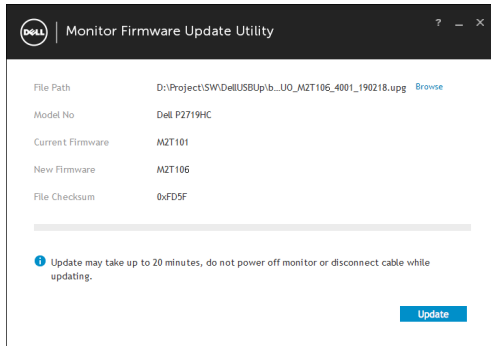 DELL Monitor Firmware Update Utility ? _ X
File Path D:\Project\SW\DellUSBUp\b...UO_M2T106_4001_190218.upg Browse
Model No Dell P2719HC
Current Firmware M2T101
New Firmware M2T106
File Checksum 0xFD5F
Update may take up to 20 minutes, do not power off monitor or disconnect cable while
updating.
Update